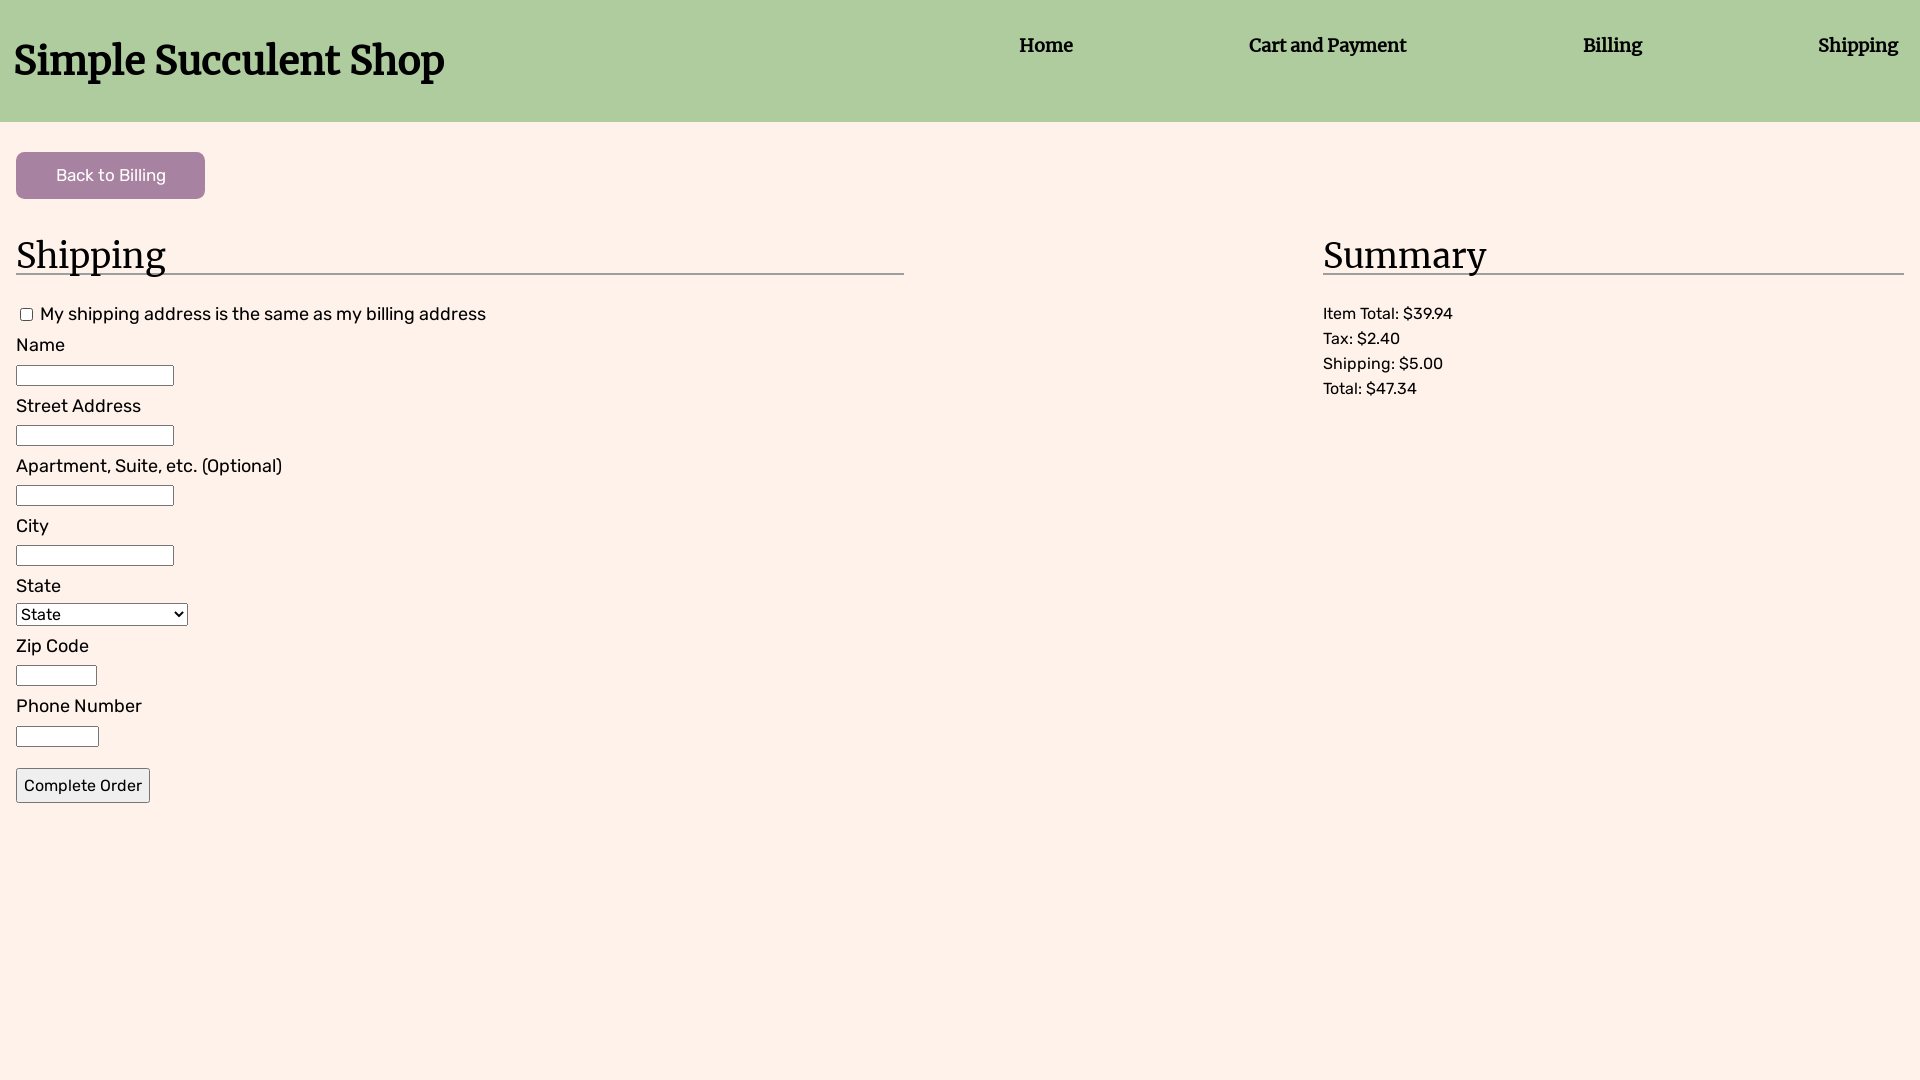 Simple Succulent Shop
Home
Cart and Payment
Billing
Shipping
Back to Billing
Shipping
My shipping address is the same as my billing address
Name
Street Address
Apartment, Suite, etc. (Optional)
City
State
State
Zip Code
Phone Number
Complete Order
Summary
Item Total: $39.94
Tax: $2.40
Shipping: $5.00
Total: $47.34